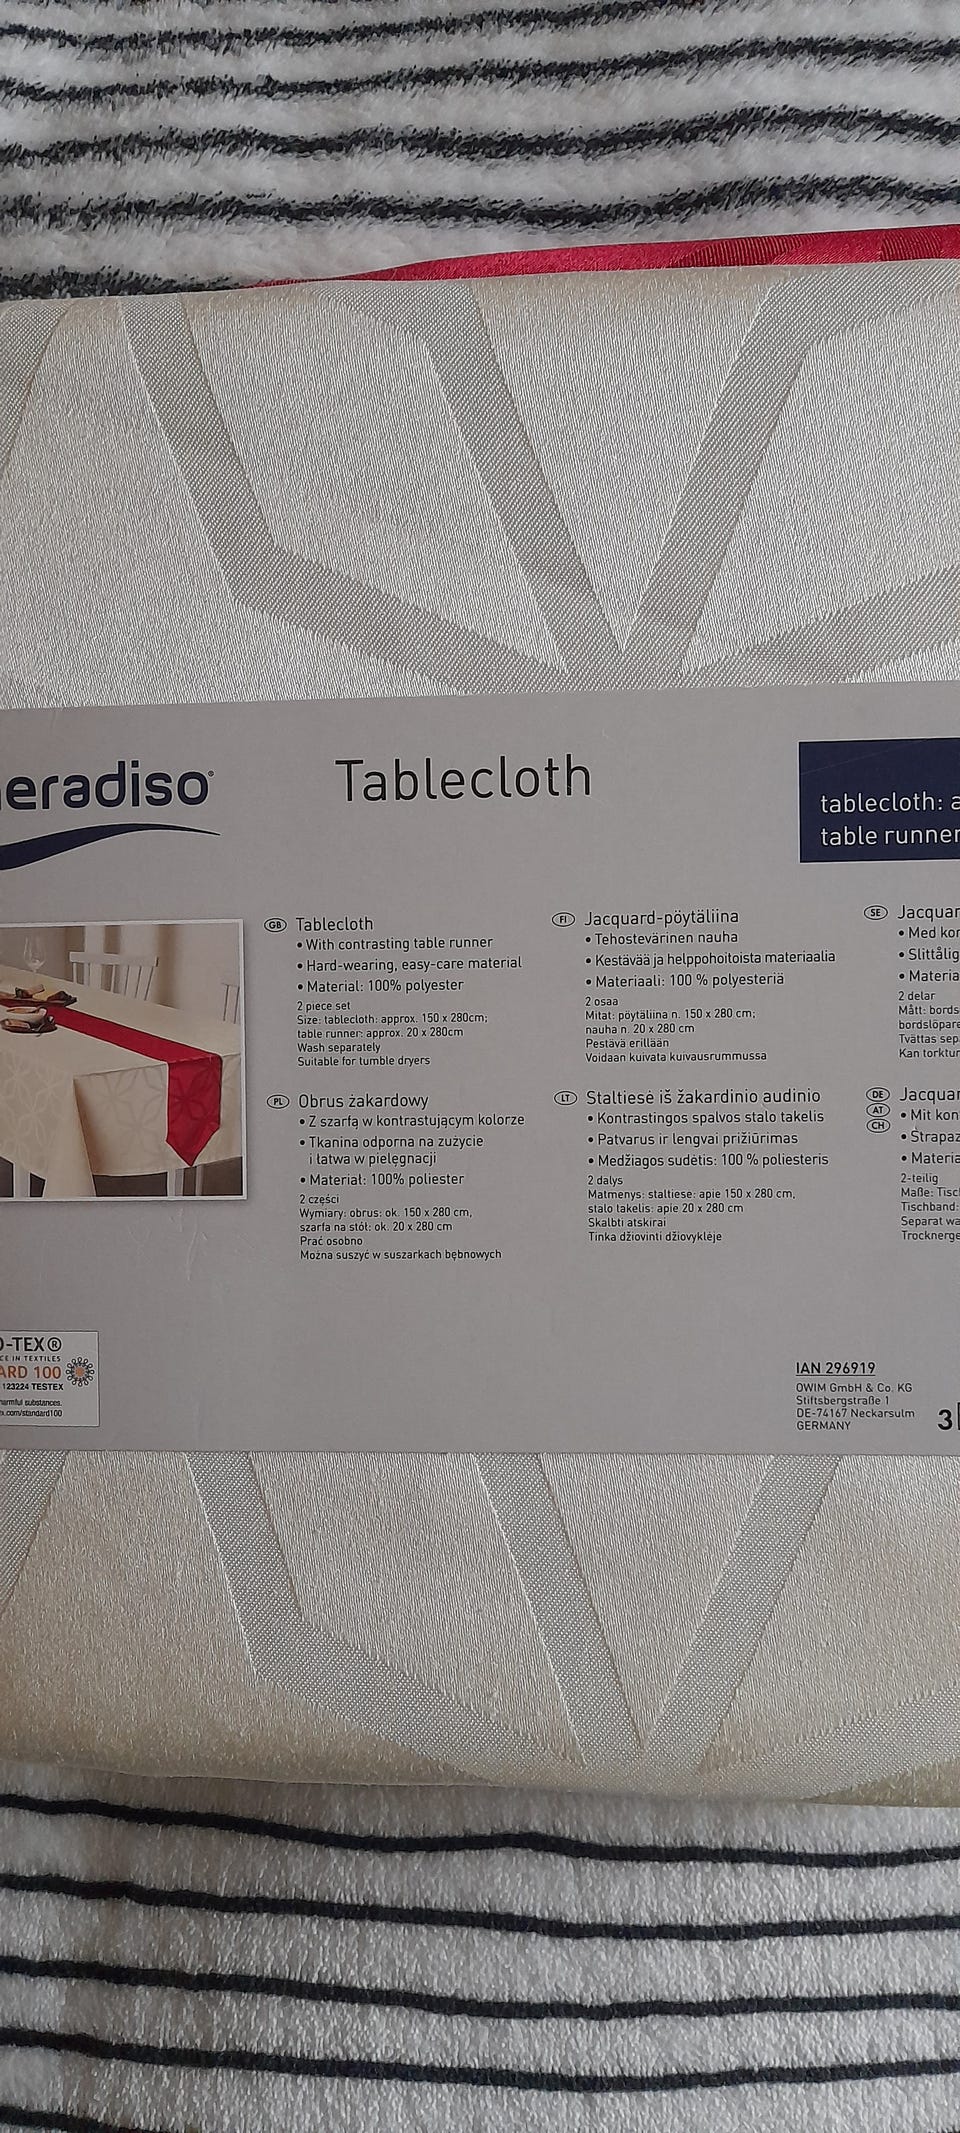 eradiso®
Tablecloth
tablecloth: a
table runner
GB Tablecloth
• With contrasting table runner
• Hard-wearing, easy-care material
• Material: 100% polyester
2 piece set
Size: tablecloth: approx. 150 x 280cm;
table runner: approx. 20 x 280cm
Wash separately
Suitable for tumble dryers
PL Obrus żakardowy
• Z szarfą w kontrastującym kolorze
• Tkanina odporna na zużycie
i łatwa w pielęgnacji
• Materiał: 100% poliester
2 części
Wymiary: obrus: ok. 150 x 280 cm,
szarfa na stół: ok. 20 x 280 cm
Prać osobno
Można suszyć w suszarkach bębnowych
FI Jacquard-pöytäliina
• Tehostevärinen nauha
• Kestävää ja helppohoitoista materiaalia
• Materiaali: 100 % polyesteriä
2 osaa
Mitat: pöytäliina n. 150 x 280 cm;
nauha n. 20 x 280 cm
Pestävä erillään
Voidaan kuivata kuivausrummussa
LT Staltiesė iš žakardinio audinio
• Kontrastingos spalvos stalo takelis
• Patvarus ir lengvai prižiūrimas
• Medžiagos sudėtis: 100 % poliesteris
2 dalys
Matmenys: staltiese: apie 150 x 280 cm,
stalo takelis: apie 20 x 280 cm
Skalbti atskirai
Tinka džiovinti džiovyklėje
SE Jacquar
• Med kon
• Slittålig
• Materia
2 delar
Mått: bords
bordslöpare
Tvättas sep
Kan torktur
DE AT CH Jacquar
• Mit kon
• Strapaz
• Materia
2-teilig
Maße: Tisch
Tischband:
Separat wa
Trocknerge
O-TEX®
CE IN TEXTILES
ARD 100
123224 TESTEX
harmful substances.
x.com/standard100
IAN 296919
OWIM GmbH & Co. KG
Stiftsbergstraße 1
DE-74167 Neckarsulm
GERMANY
3